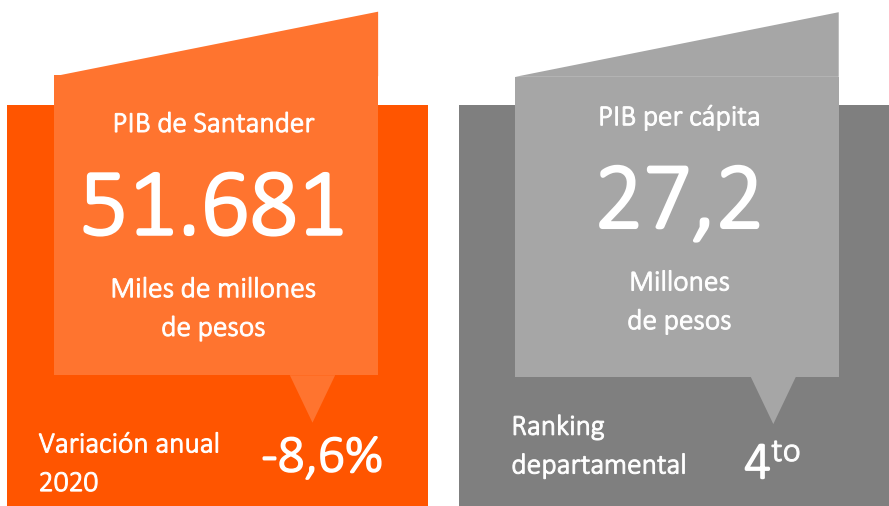 PIB de Santander
51.681
Miles de millones
de pesos
Variación anual
2020
-8,6%
PIB per cápita
27,2
Millones
de pesos
Ranking
departamental
4to